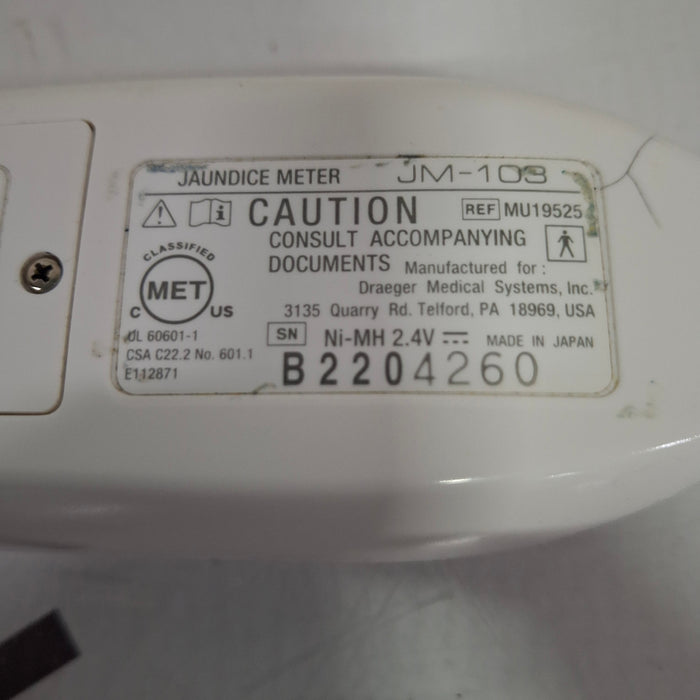 JAUNDICE METER JM-103
CAUTION REF MU19525
CONSULT ACCOMPANYING
DOCUMENTS Manufactured for :
Draeger Medical Systems, Inc.
3135 Quarry Rd. Telford, PA 18969, USA
CLASSIFIED
C MET US
UL 60601-1
CSA C22.2 No. 601.1
E112871
SN Ni-MH 2.4V MADE IN JAPAN
B2204260